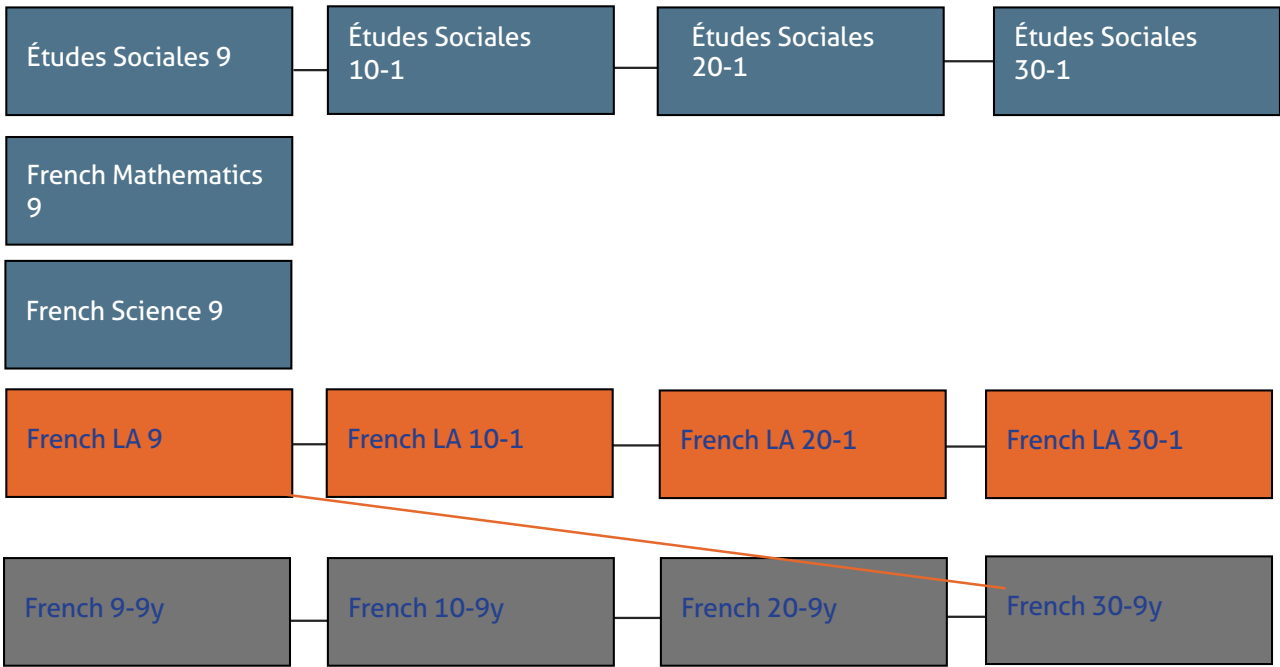 Études Sociales 9
Études Sociales
10-1
Études Sociales
20-1
Études Sociales
30-1
French Mathematics
9
French Science 9
French LA 9
French LA 10-1
French LA 20-1
French LA 30-1
French 9-9y
French 10-9y
French 20-9y
French 30-9y